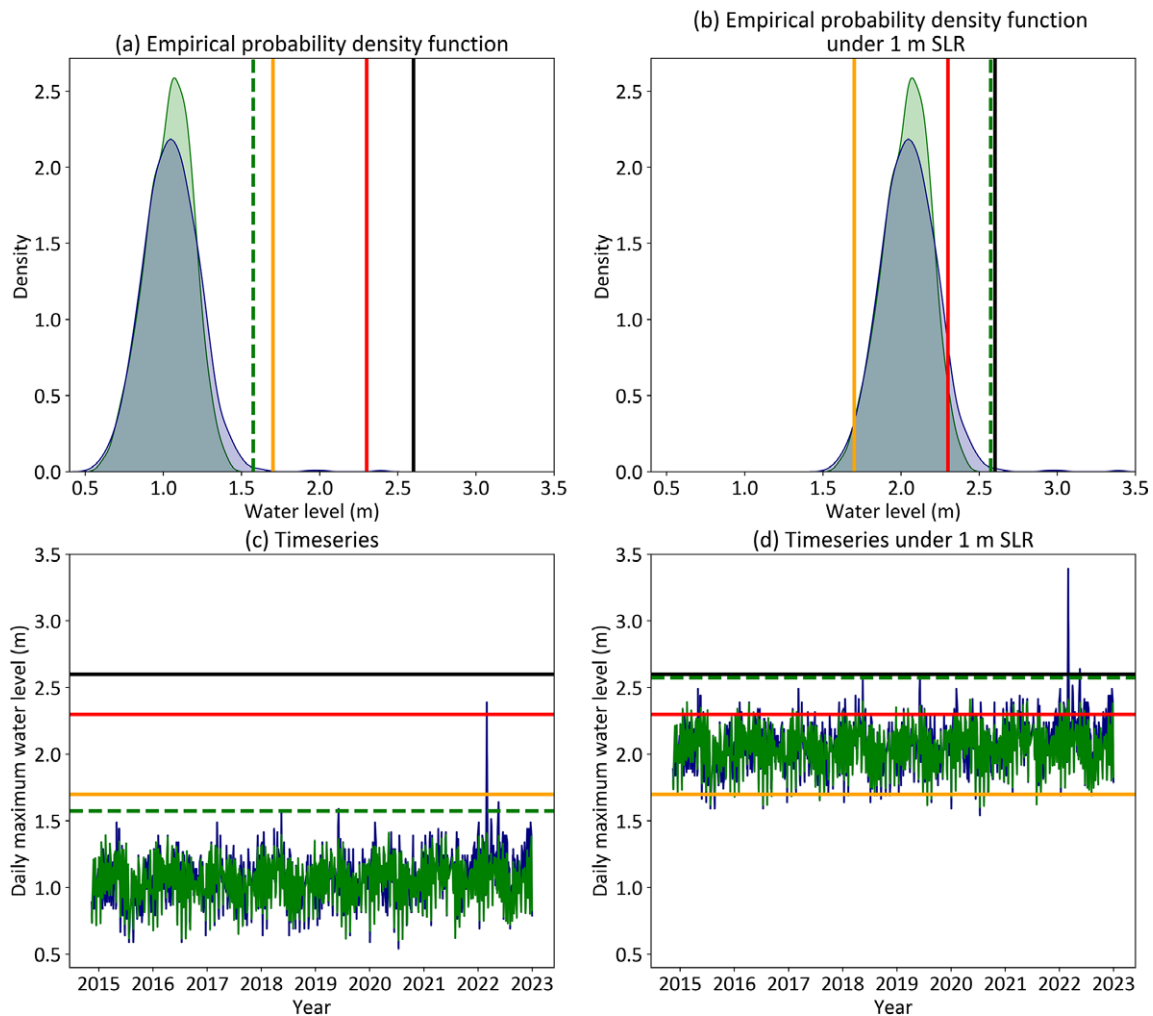 (a) Empirical probability density function
Density
2.5
2.0
1.5
1.0
0.5
0.0
0.5 1.0 1.5 2.0 2.5 3.0 3.5
Water level (m)
(b) Empirical probability density function
under 1 m SLR
Density
2.5
2.0
1.5
1.0
0.5
0.0
0.5 1.0 1.5 2.0 2.5 3.0 3.5
Water level (m)
(c) Timeseries
Daily maximum water level (m)
3.5
3.0
2.5
2.0
1.5
1.0
0.5
2015 2016 2017 2018 2019 2020 2021 2022 2023
Year
(d) Timeseries under 1 m SLR
Daily maximum water level (m)
3.5
3.0
2.5
2.0
1.5
1.0
0.5
2015 2016 2017 2018 2019 2020 2021 2022 2023
Year